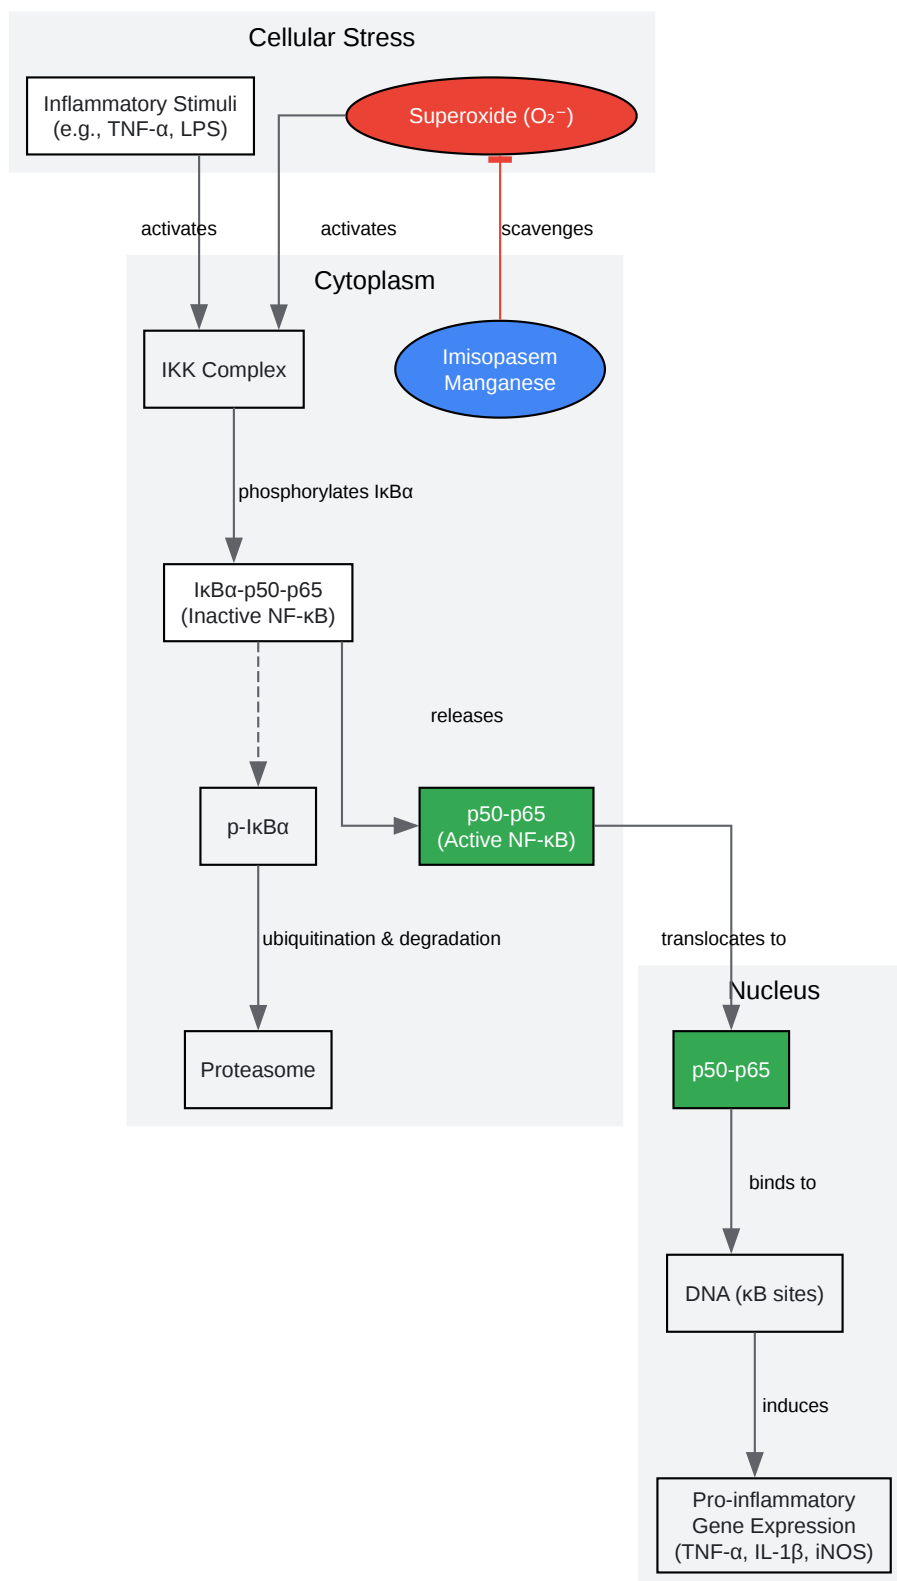 Cellular Stress
Inflammatory Stimuli
(e.g., TNF-α, LPS)
Superoxide (O₂⁻)
activates
activates
scavenges
Cytoplasm
IKK Complex
Imisopasem
Manganese
phosphorylates IκBα
IκBα-p50-p65
(Inactive NF-κB)
releases
p-IκBα
p50-p65
(Active NF-κB)
ubiquitination & degradation
translocates to
Nucleus
Proteasome
p50-p65
binds to
DNA (κB sites)
induces
Pro-inflammatory
Gene Expression
(TNF-α, IL-1β, iNOS)